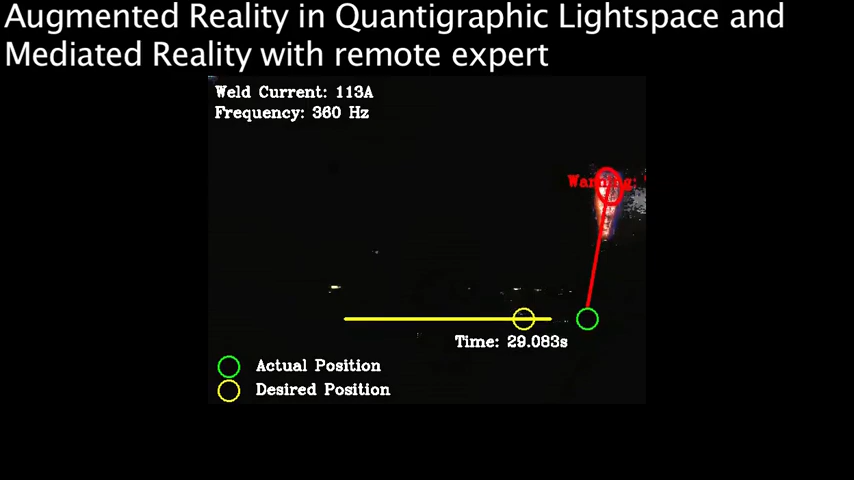 Augmented Reality in Quantigraphic Lightspace and
Mediated Reality with remote expert
Weld Current: 113A
Frequency: 360 Hz
Warning:
Time: 29.083s
Actual Position
Desired Position